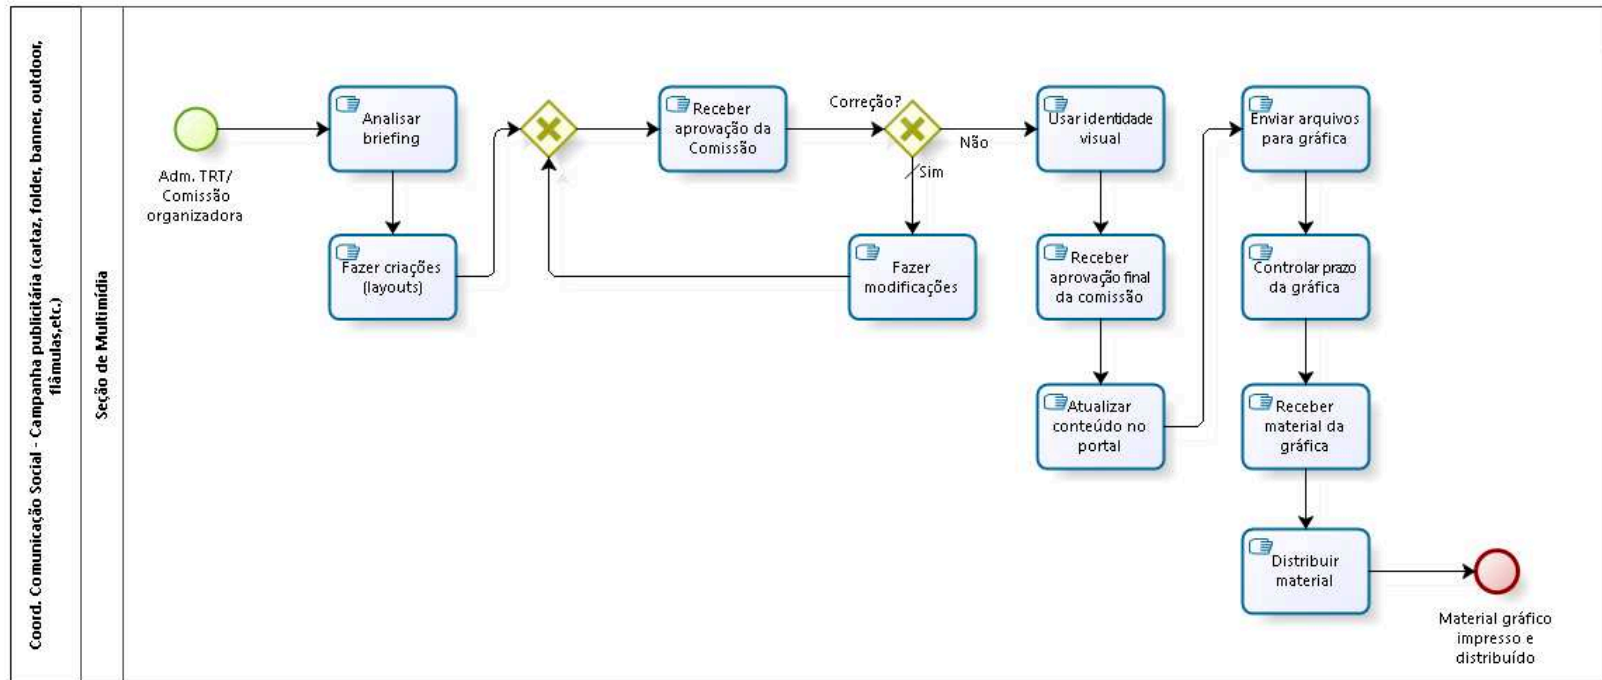 Coord. Comunicação Social - Campanha publicitária (cartaz, folder, banner, outdoor,
flâmulas,etc.)
Seção de Multimídia
Adm. TRT/
Comissão
organizadora
Analisar
briefing
Fazer criações
(layouts)
Receber
aprovação da
Comissão
Correção?
Não
Sim
Fazer
modificações
Usar identidade
visual
Receber
aprovação final
da comissão
Atualizar
conteúdo no
portal
Enviar arquivos
para gráfica
Controlar prazo
da gráfica
Receber
material da
gráfica
Distribuir
material
Material gráfico
impresso e
distribuído